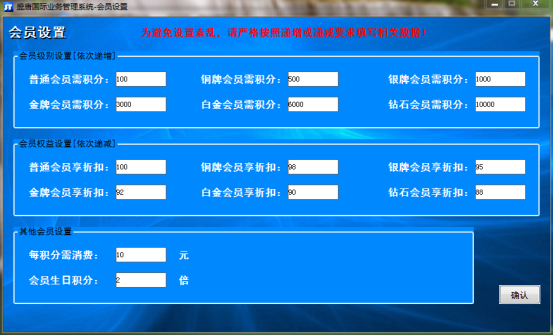 盛唐国际业务管理系统-会员设置
会员设置
为避免设置紊乱，请严格按照递增或递减要求填写相关数据！
会员级别设置[依次递增]
普通会员需积分： 100 铜牌会员需积分： 500 银牌会员需积分： 1000
金牌会员需积分： 3000 白金会员需积分： 6000 钻石会员需积分： 10000
会员权益设置[依次递减]
普通会员享折扣： 100 铜牌会员享折扣： 98 银牌会员享折扣： 95
金牌会员享折扣： 92 白金会员享折扣： 90 钻石会员享折扣： 88
其他会员设置
每积分需消费： 10 元
会员生日积分： 2 倍
确认